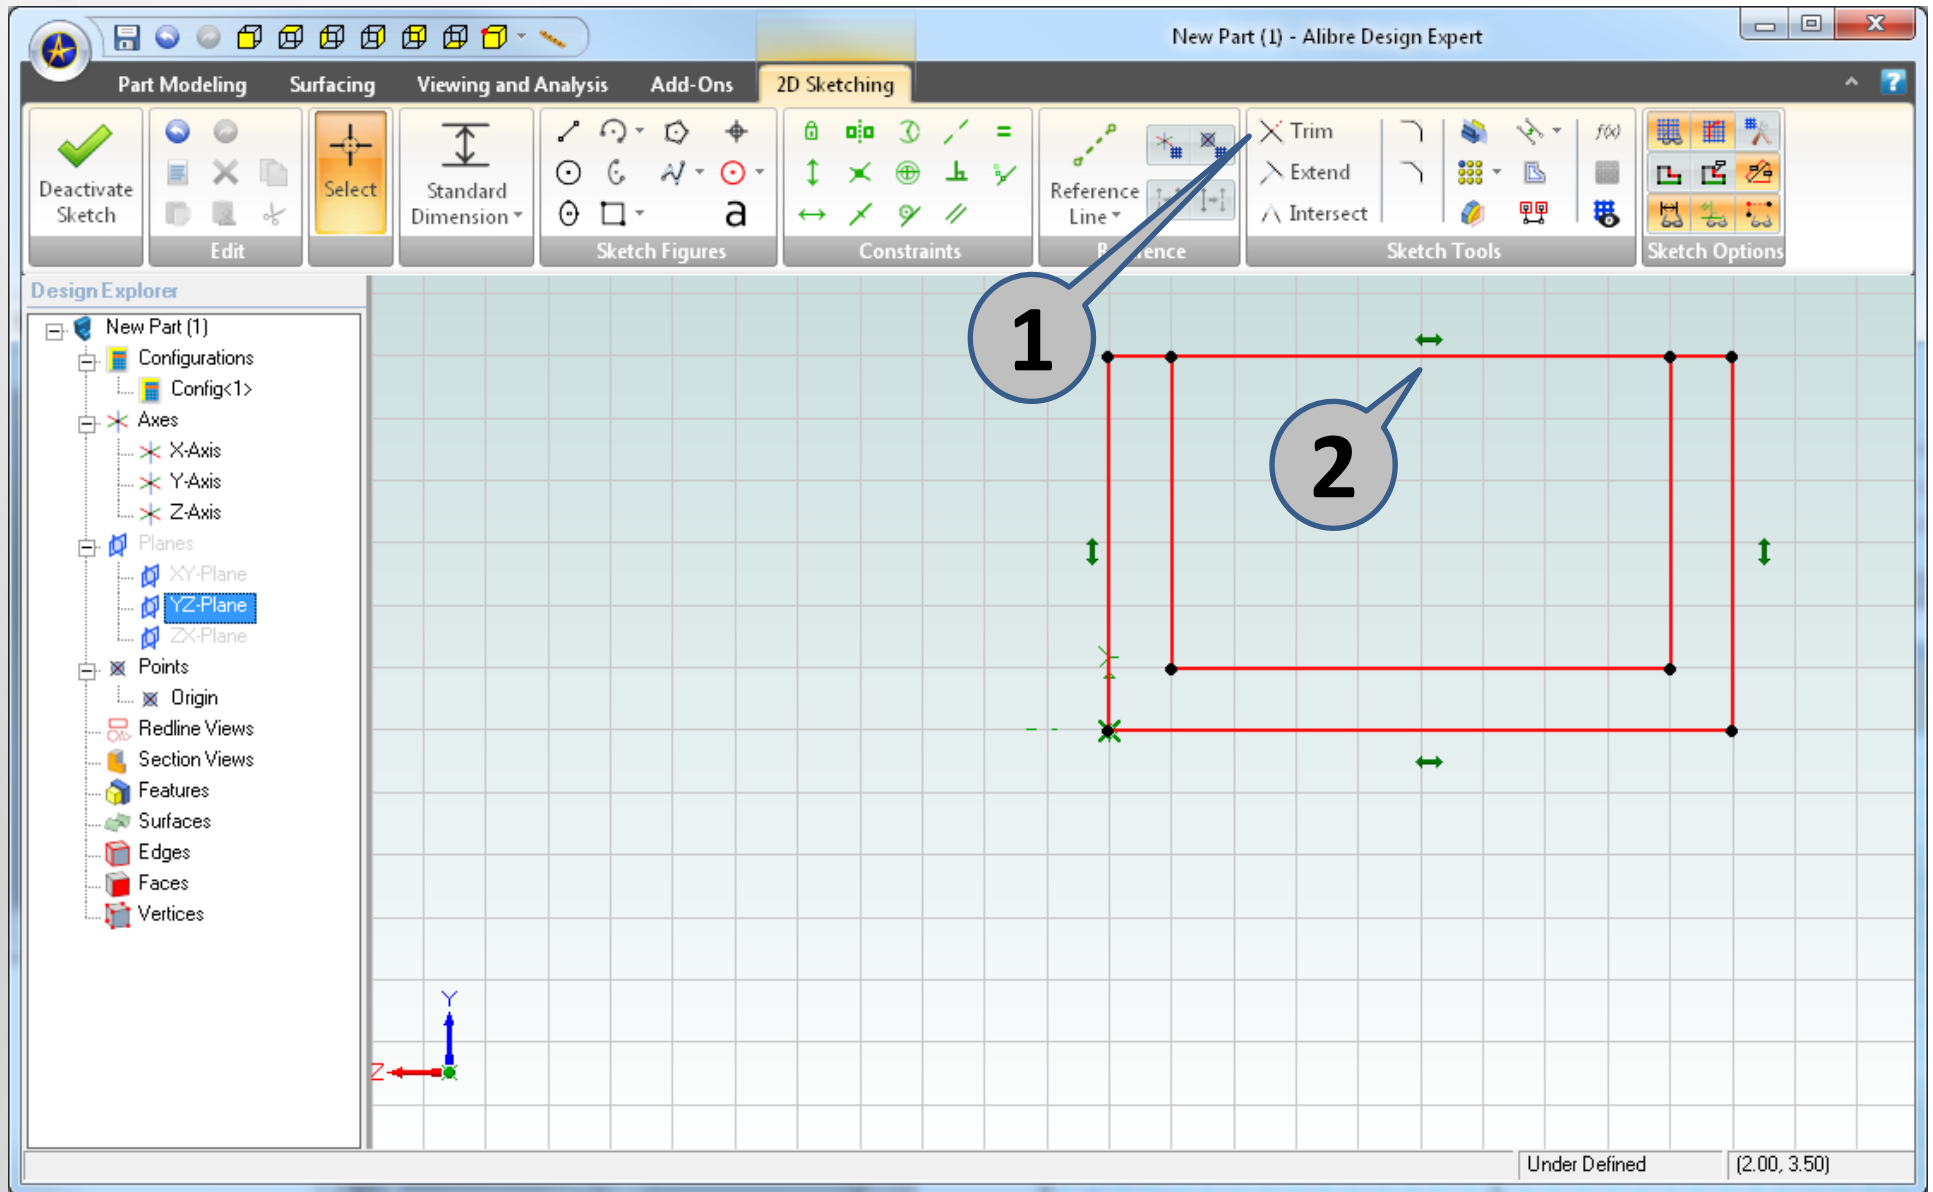 New Part (1) - Alibre Design Expert
Part Modeling Surfacing Viewing and Analysis Add-Ons 2D Sketching
Deactivate Sketch
Edit
Select
Standard Dimension
a
Sketch Figures
Constraints
Reference Line
R ence
Trim
Extend
Intersect
f(x)
Sketch Tools
Sketch Options
Design Explorer
New Part (1)
Configurations
Config<1>
Axes
X-Axis
Y-Axis
Z-Axis
Planes
XY-Plane
YZ-Plane
ZX-Plane
Points
Origin
Redline Views
Section Views
Features
Surfaces
Edges
Faces
Vertices
1
2
Y
Z
Under Defined
(2.00, 3.50)